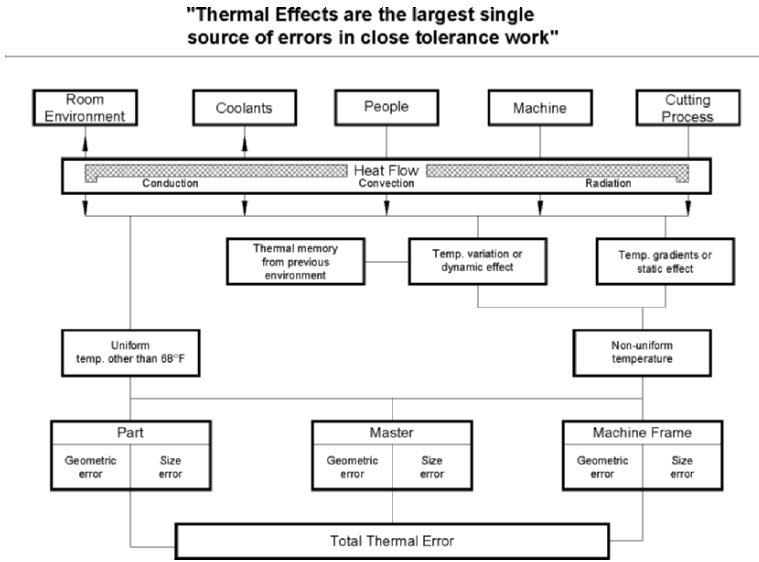 "Thermal Effects are the largest single
source of errors in close tolerance work"
Room
Environment
Coolants
People
Machine
Cutting
Process
Heat Flow
Conduction
Convection
Radiation
Thermal memory
from previous
environment
Temp. variation or
dynamic effect
Temp. gradients or
static effect
Uniform
temp. other than 68°F
Non-uniform
temperature
Part
Geometric
error
Size
error
Master
Geometric
error
Size
error
Machine Frame
Geometric
error
Size
error
Total Thermal Error